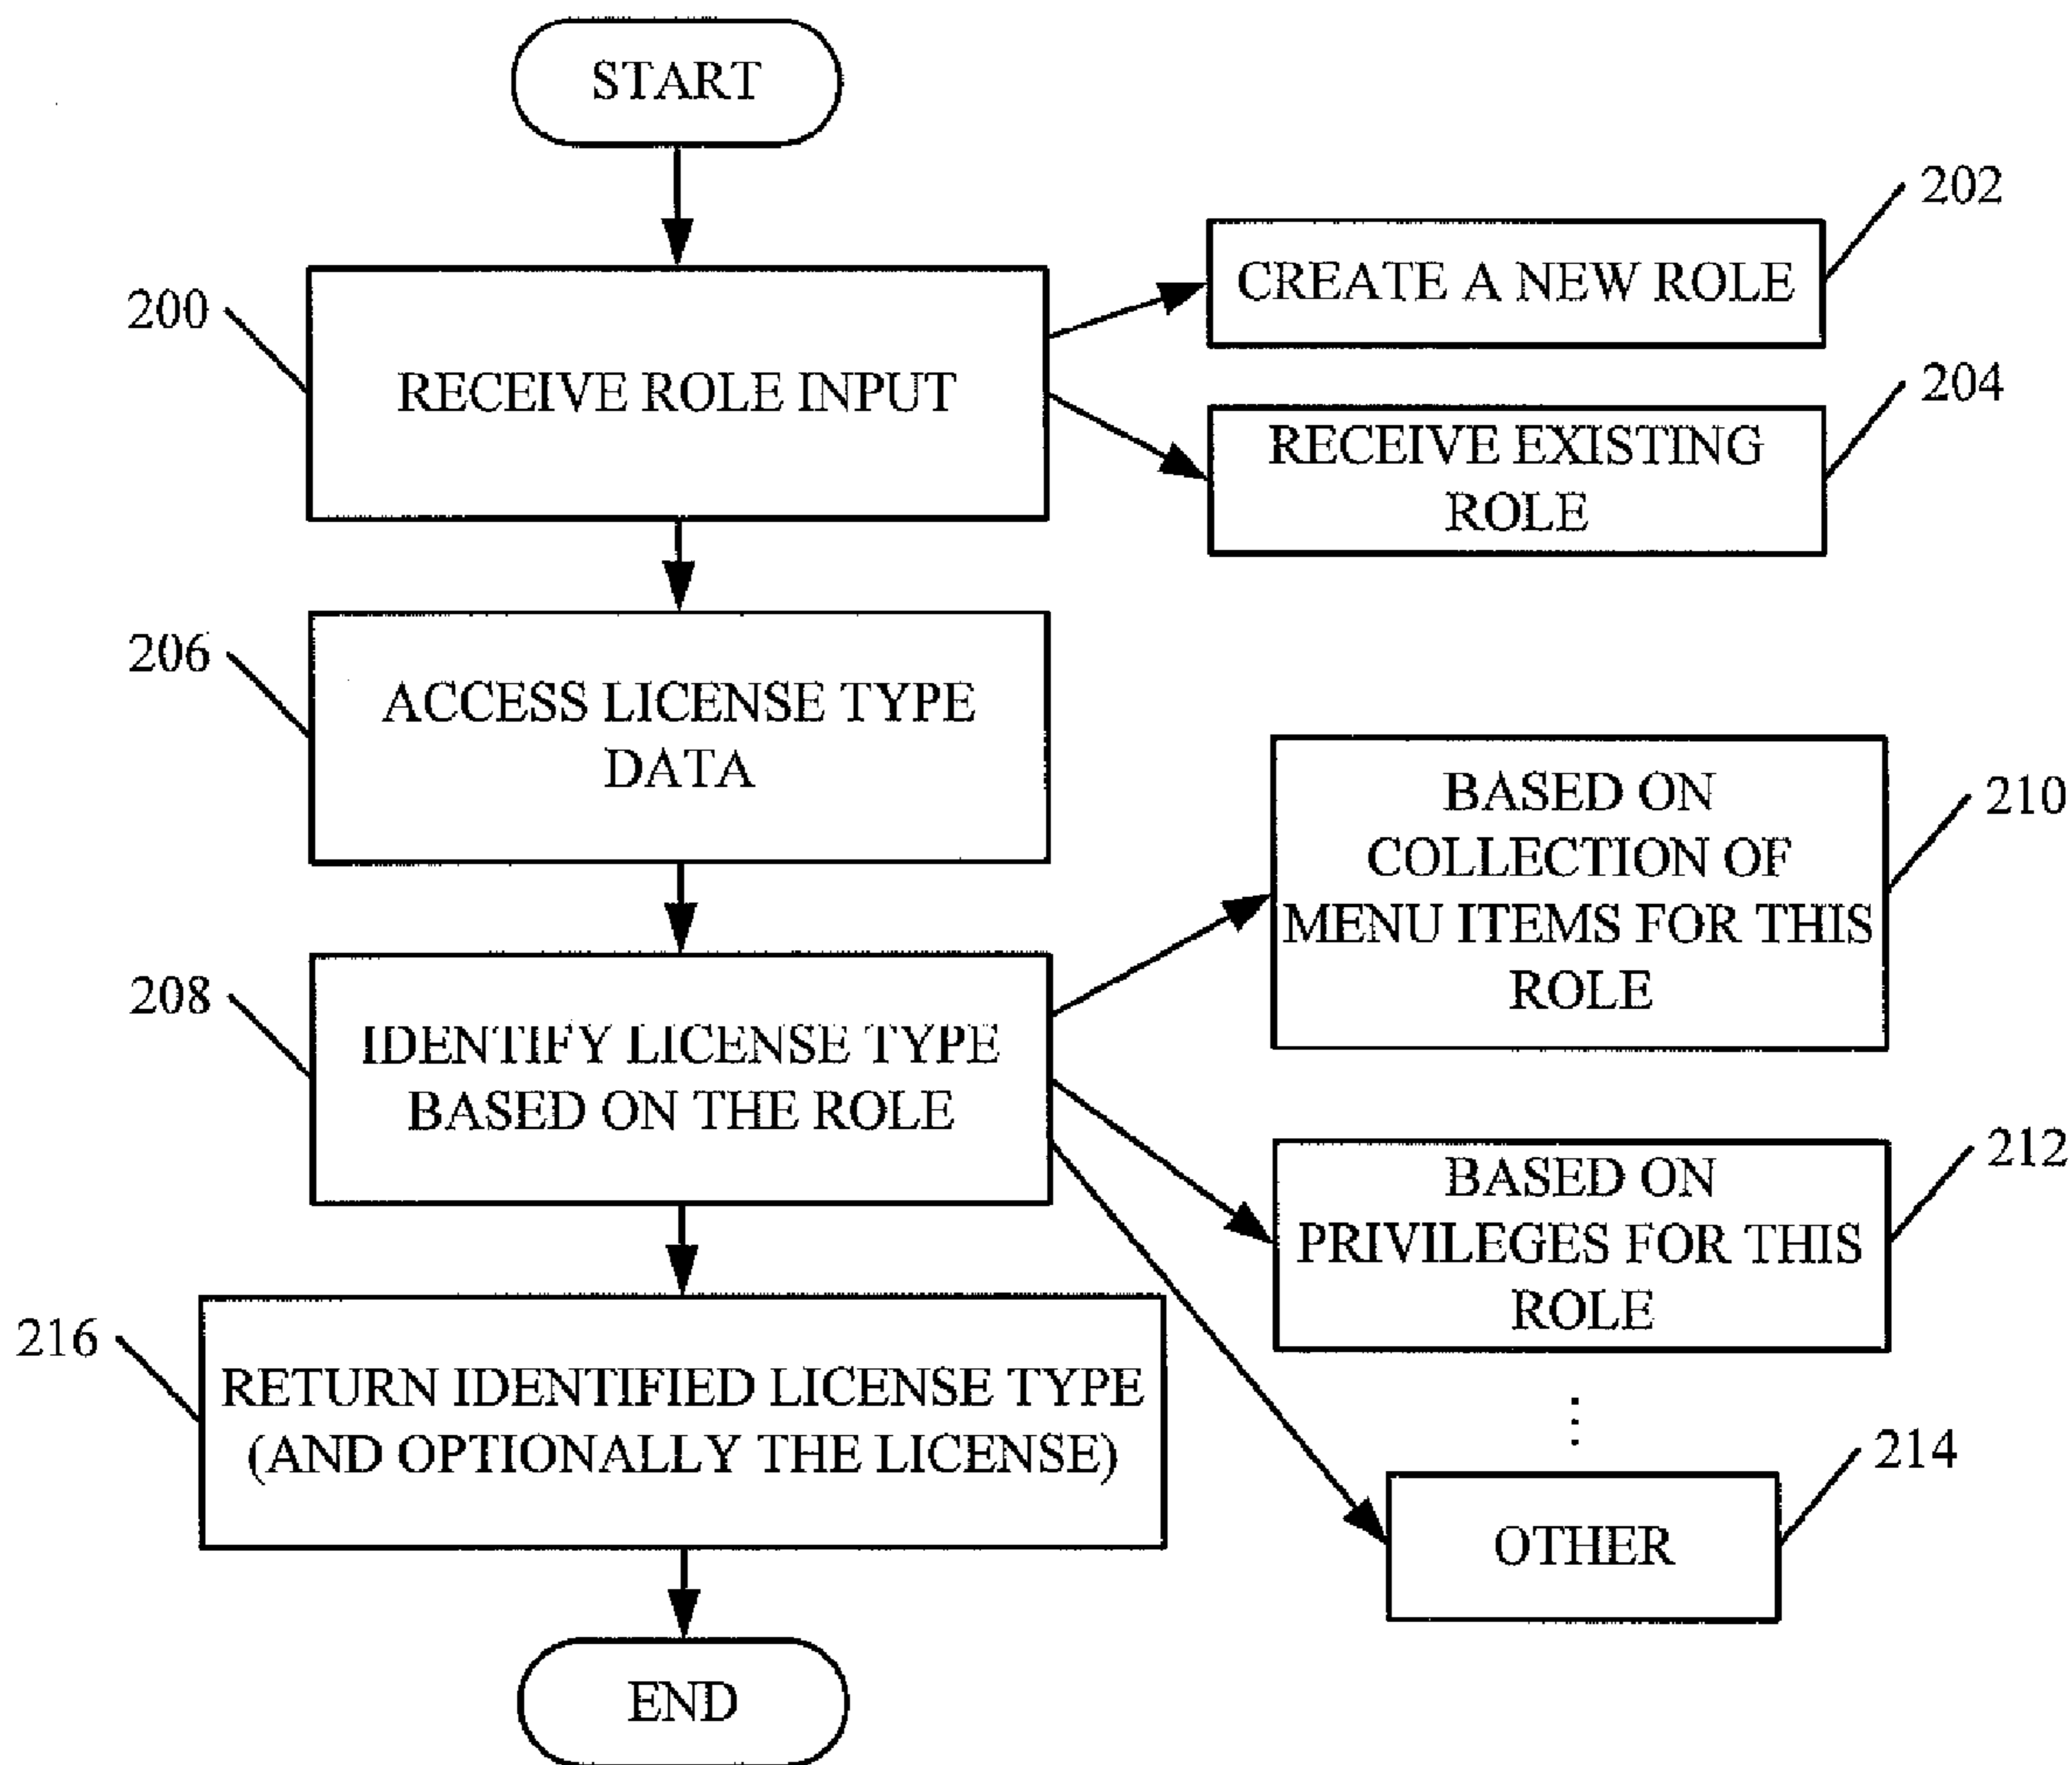 START
202
CREATE A NEW ROLE
200
RECEIVE ROLE INPUT
204
RECEIVE EXISTING
ROLE
206
ACCESS LICENSE TYPE
DATA
210
BASED ON
COLLECTION OF
MENU ITEMS FOR THIS
ROLE
208
IDENTIFY LICENSE TYPE
BASED ON THE ROLE
212
BASED ON
PRIVILEGES FOR THIS
ROLE
216
RETURN IDENTIFIED LICENSE TYPE
(AND OPTIONALLY THE LICENSE)
⋮
214
OTHER
END